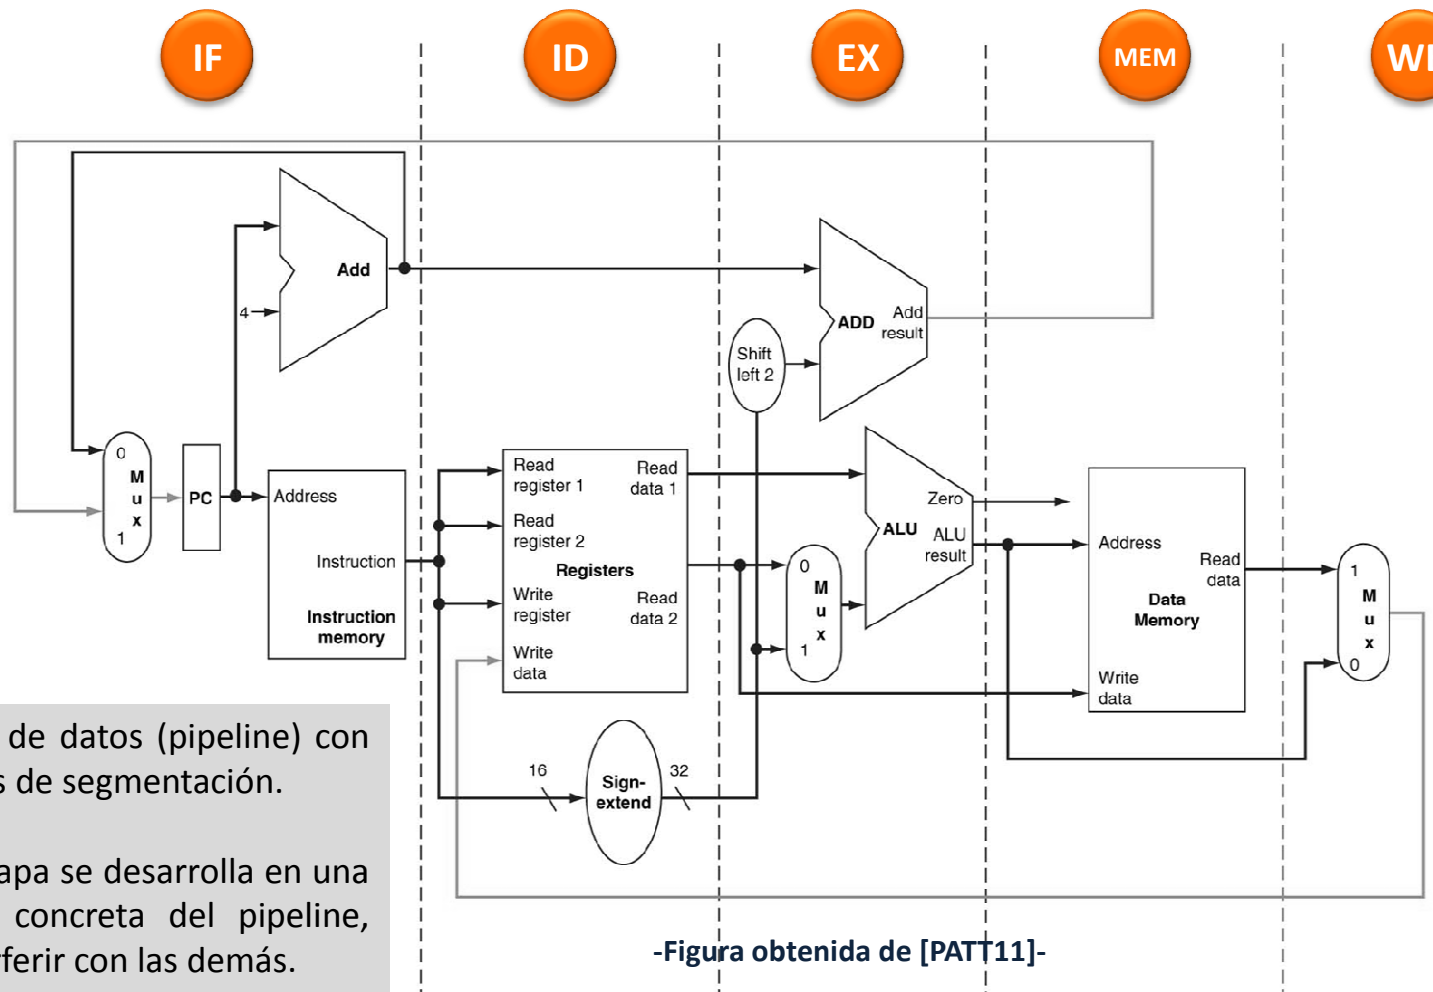 IF
ID
EX
MEM
Add
4
Shift
left 2
ADD
Add
result
0
M
u
x
1
PC
Address
Instruction
Instruction
memory
Read
register 1
Read
register 2
Write
register
Write
data
Registers
Read
data 1
Read
data 2
16
Sign-
extend
32
0
M
u
x
1
Zero
ALU
ALU
result
Address
Read
data
Data
Memory
Write
data
1
M
u
x
0
de datos (pipeline) con
de segmentación.
se desarrolla en una
concreta del pipeline,
con las demás.
-Figura obtenida de [PATT11]-